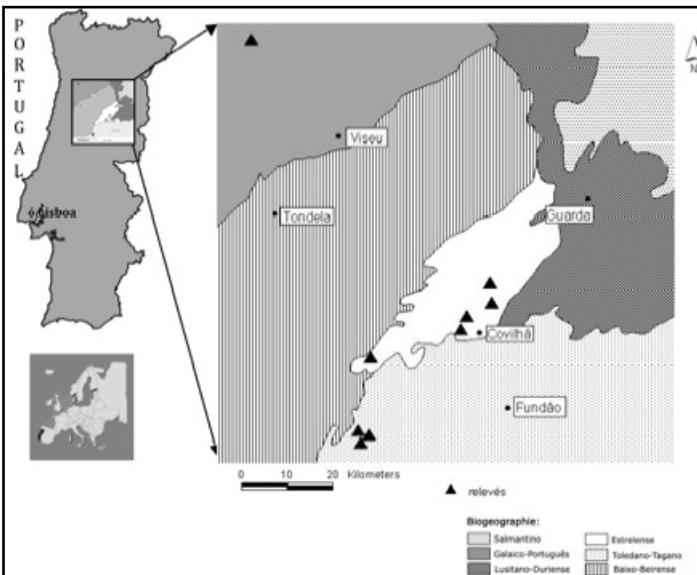 PORTUGAL
Lisboa
N
Viseu
Tondela
Guarda
Covilhã
Fundão
0 10 20 Kilometers
relevés
Biogeographie:
Salmantino
Estrelense
Galaico-Português
Toledano-Tagano
Lusitano-Duriense
Baixo-Beirense